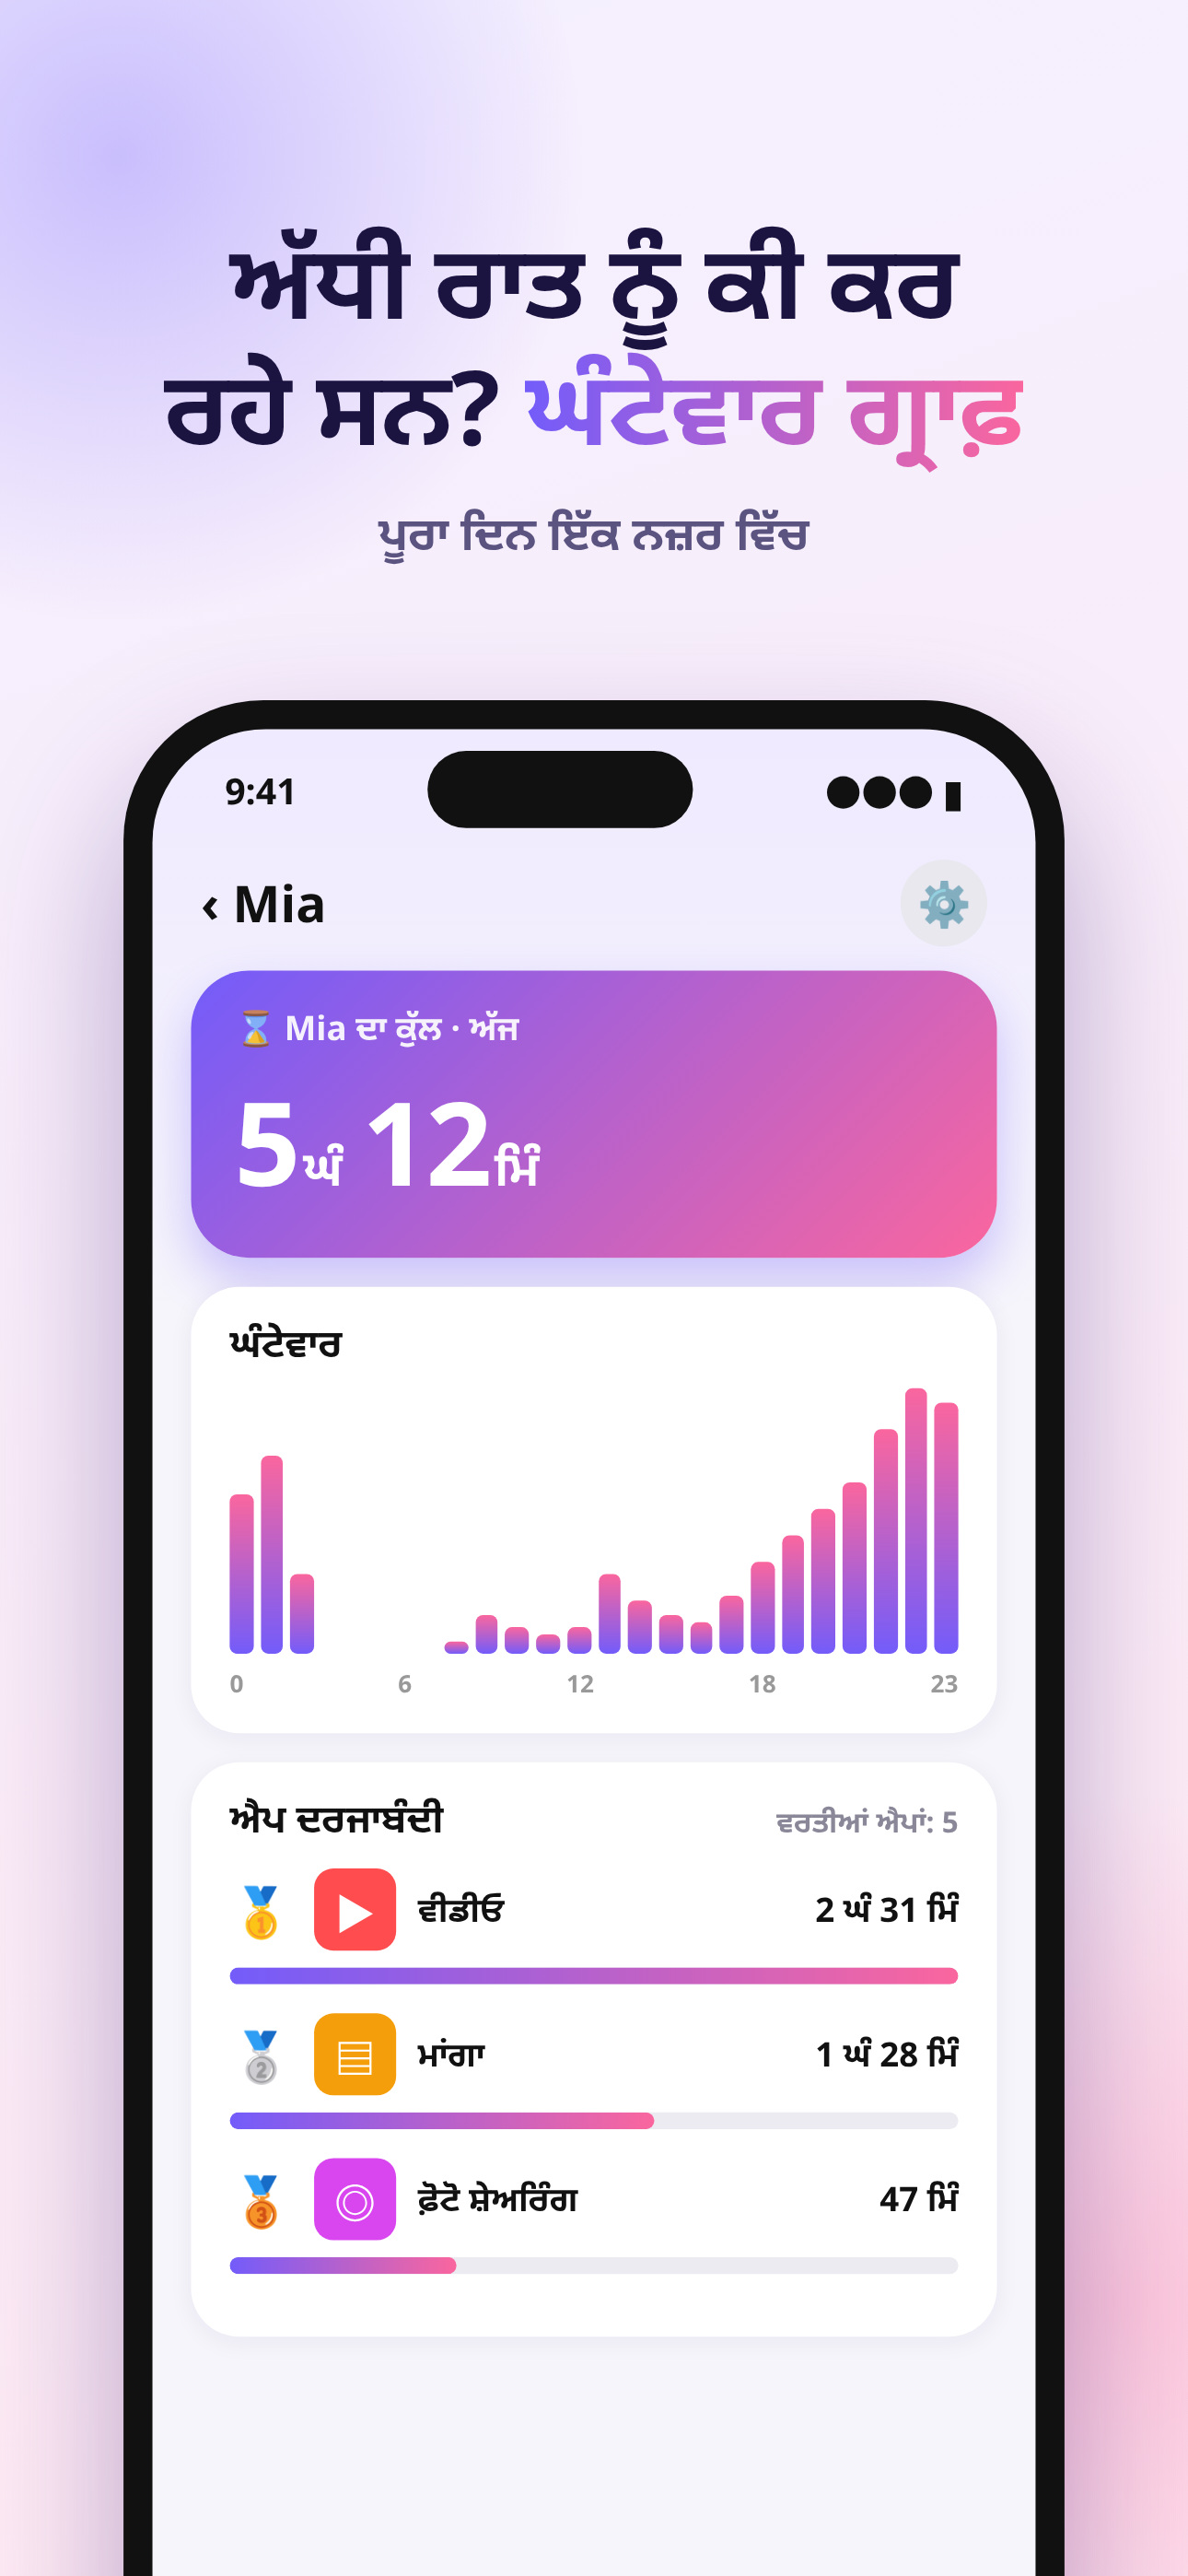 ਅੱਧੀ ਰਾਤ ਨੂੰ ਕੀ ਕਰ
ਰਹੇ ਸਨ? ਘੰਟੇਵਾਰ ਗ੍ਰਾਫ਼
ਪੂਰਾ ਦਿਨ ਇੱਕ ਨਜ਼ਰ ਵਿੱਚ
9:41
‹ Mia
⌛ Mia ਦਾ ਕੁੱਲ · ਅੱਜ
5ਘੰ 12ਮਿੰ
ਘੰਟੇਵਾਰ
0 6 12 18 23
ਐਪ ਦਰਜਾਬੰਦੀ ਵਰਤੀਆਂ ਐਪਾਂ: 5
🥇 ਵੀਡੀਓ 2 ਘੰ 31 ਮਿੰ
🥈 ਮਾਂਗਾ 1 ਘੰ 28 ਮਿੰ
🥉 ਫ਼ੋਟੋ ਸ਼ੇਅਰਿੰਗ 47 ਮਿੰ